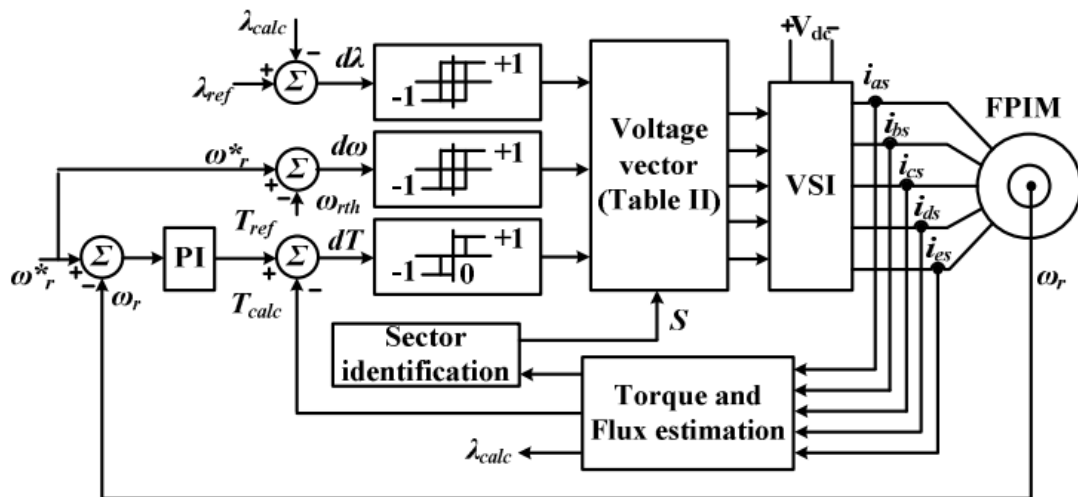 λcalc
+ Vdc −
−
dλ
+1
ias
+
Σ
-1
FPIM
λref
ibs
Voltage
vector
(Table II)
VSI
ω*r
dω
+1
ics
Σ
+
-1
−
ωrth
ids
Tref
dT
+1
ies
ω*r
Σ
PI
+
Σ
-1
0
+
−
ωr
ωr
Tcalc
−
S
Sector
identification
Torque and
Flux estimation
λcalc